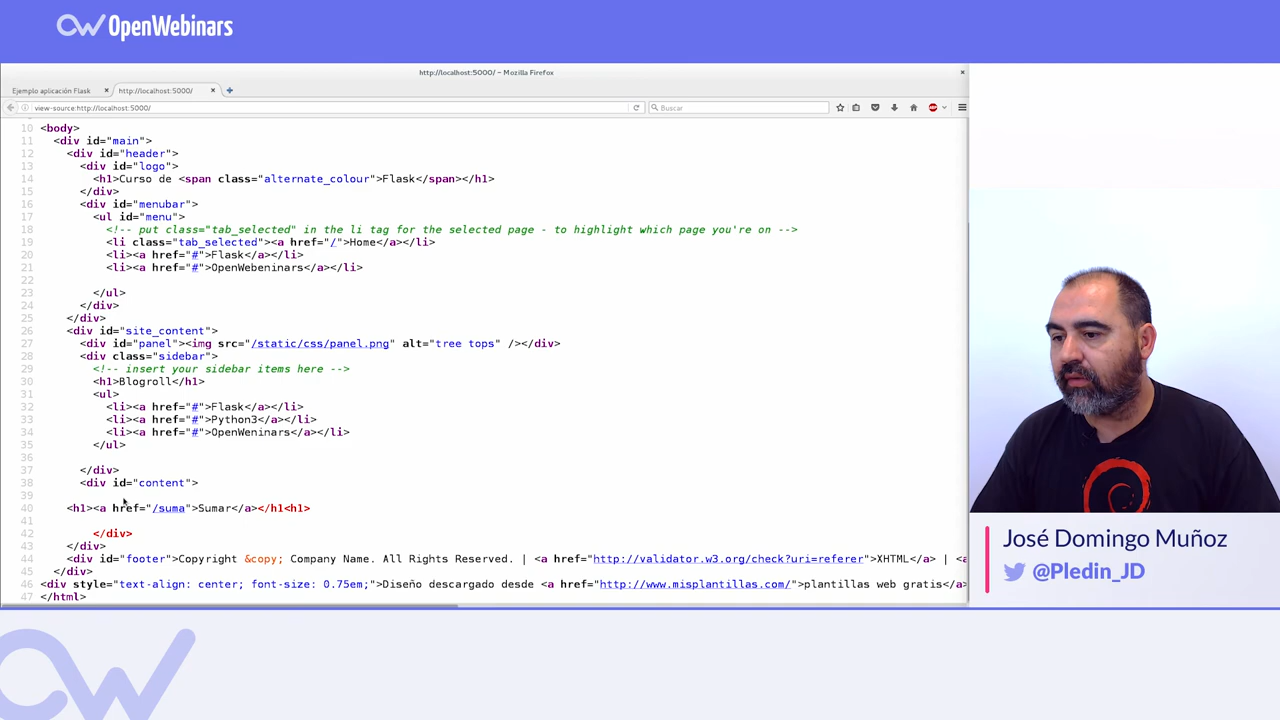 OpenWebinars
http://localhost:5000/ - Mozilla Firefox
Ejemplo aplicación Flask × http://localhost:5000/ × +
view-source:http://localhost:5000/ Buscar
10 <body>
11 <div id="main">
12 <div id="header">
13 <div id="logo">
14 <h1>Curso de <span class="alternate_colour">Flask</span></h1>
15 </div>
16 <div id="menubar">
17 <ul id="menu">
18 <!-- put class="tab_selected" in the li tag for the selected page - to highlight which page you're on -->
19 <li class="tab_selected"><a href="/">Home</a></li>
20 <li><a href="#">Flask</a></li>
21 <li><a href="#">OpenWebeninars</a></li>
22
23 </ul>
24 </div>
25 </div>
26 <div id="site_content">
27 <div id="panel"><img src="/static/css/panel.png" alt="tree tops" /></div>
28 <div class="sidebar">
29 <!-- insert your sidebar items here -->
30 <h1>Blogroll</h1>
31 <ul>
32 <li><a href="#">Flask</a></li>
33 <li><a href="#">Python3</a></li>
34 <li><a href="#">OpenWeninars</a></li>
35 </ul>
36
37 </div>
38 <div id="content">
39
40 <h1><a href="/suma">Sumar</a></h1<h1>
41
42 </div>
43 </div>
44 <div id="footer">Copyright &copy; Company Name. All Rights Reserved. | <a href="http://validator.w3.org/check?uri=referer">XHTML</a> | <a
45 </div>
46 <div style="text-align: center; font-size: 0.75em;">Diseño descargado desde <a href="http://www.misplantillas.com/">plantillas web gratis</a>
47 </html>
José Domingo Muñoz
@Pledin_JD